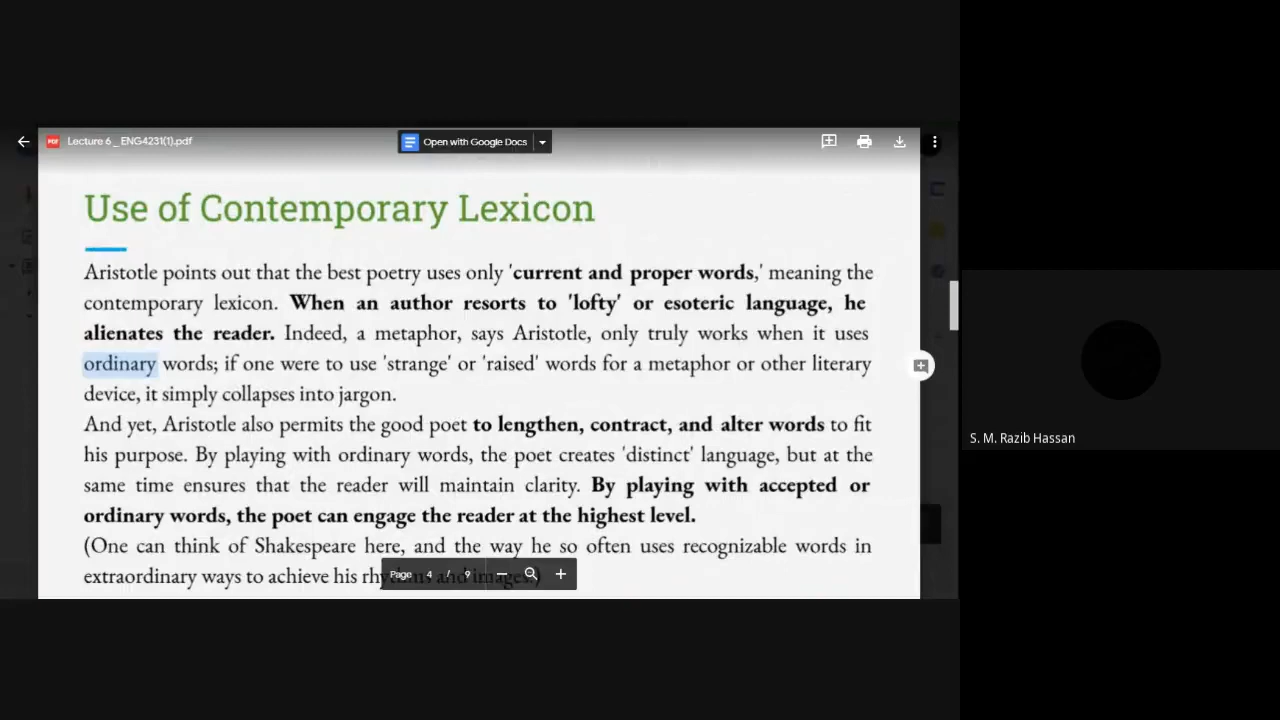 Lecture 6 _ ENG4231(1).pdf
Open with Google Docs
Use of Contemporary Lexicon
Aristotle points out that the best poetry uses only 'current and proper words,' meaning the
contemporary lexicon. When an author resorts to 'lofty' or esoteric language, he
alienates the reader. Indeed, a metaphor, says Aristotle, only truly works when it uses
ordinary words; if one were to use 'strange' or 'raised' words for a metaphor or other literary
device, it simply collapses into jargon.
And yet, Aristotle also permits the good poet to lengthen, contract, and alter words to fit
his purpose. By playing with ordinary words, the poet creates 'distinct' language, but at the
same time ensures that the reader will maintain clarity. By playing with accepted or
ordinary words, the poet can engage the reader at the highest level.
(One can think of Shakespeare here, and the way he so often uses recognizable words in
extraordinary ways to achieve his rhythms and images.)
Page 4 / 9
S. M. Razib Hassan